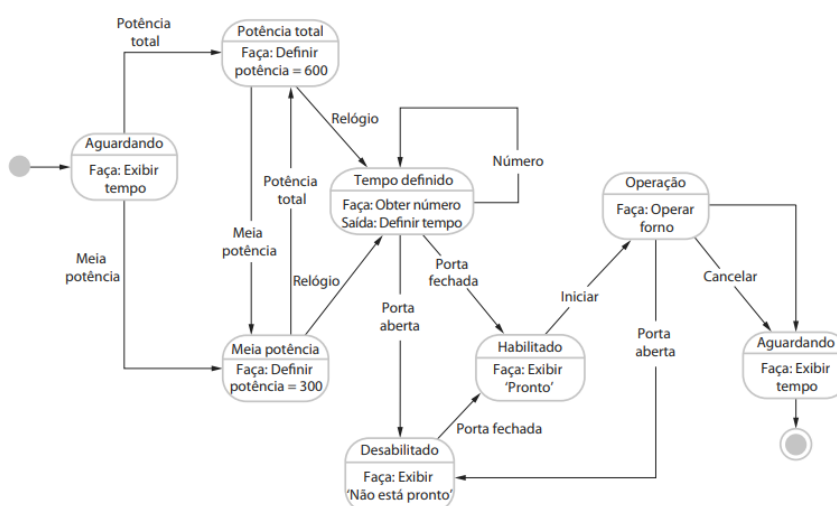 Potência
total
Potência total
Faça: Definir
potência = 600
Relógio
Número
Aguardando
Faça: Exibir
tempo
Potência
total
Tempo definido
Faça: Obter número
Saída: Definir tempo
Operação
Faça: Operar
forno
Meia
potência
Meia
potência
Relógio
Porta
fechada
Cancelar
Iniciar
Porta
aberta
Porta
aberta
Meia potência
Faça: Definir
potência = 300
Habilitado
Faça: Exibir
‘Pronto’
Aguardando
Faça: Exibir
tempo
Porta fechada
Desabilitado
Faça: Exibir
‘Não está pronto’